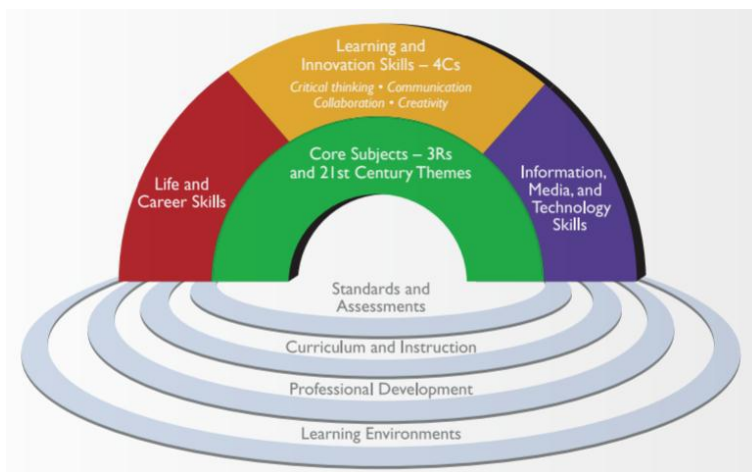 Learning and
Innovation Skills – 4Cs
Critical thinking • Communication
Collaboration • Creativity
Core Subjects – 3Rs
and 21st Century Themes
Life and
Career Skills
Information,
Media, and
Technology
Skills
Standards and
Assessments
Curriculum and Instruction
Professional Development
Learning Environments